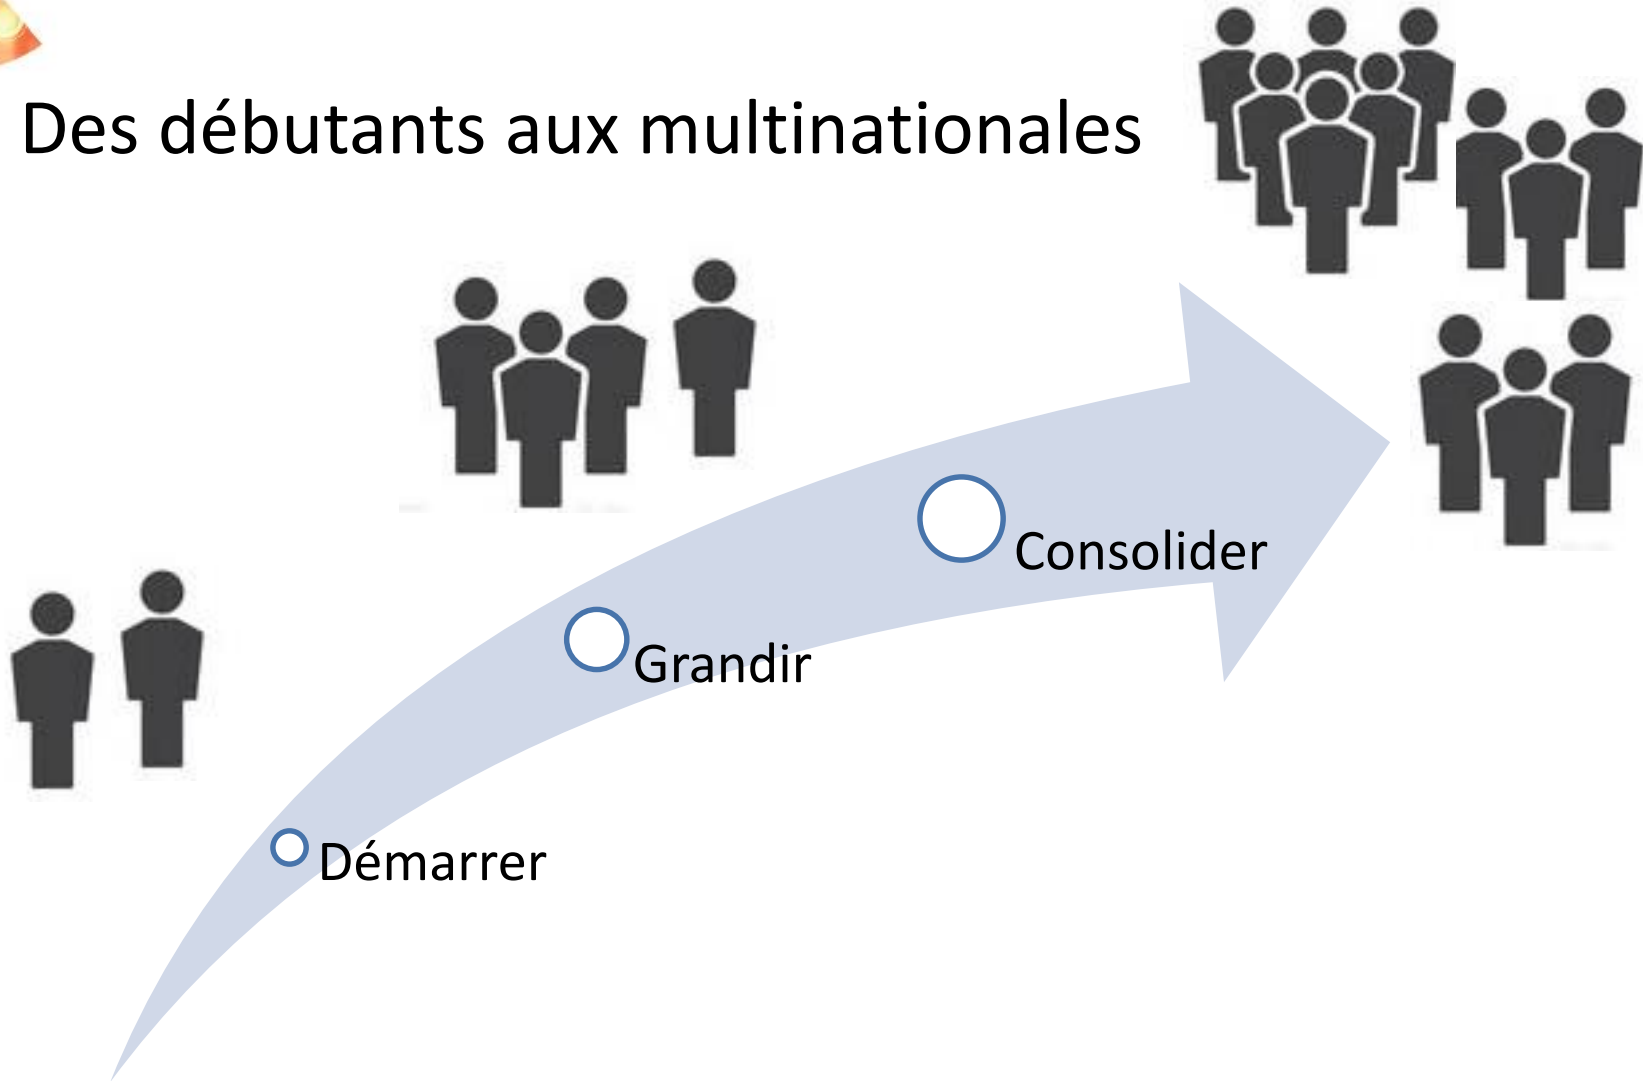 Des débutants aux multinationales
Consolider
Grandir
Démarrer